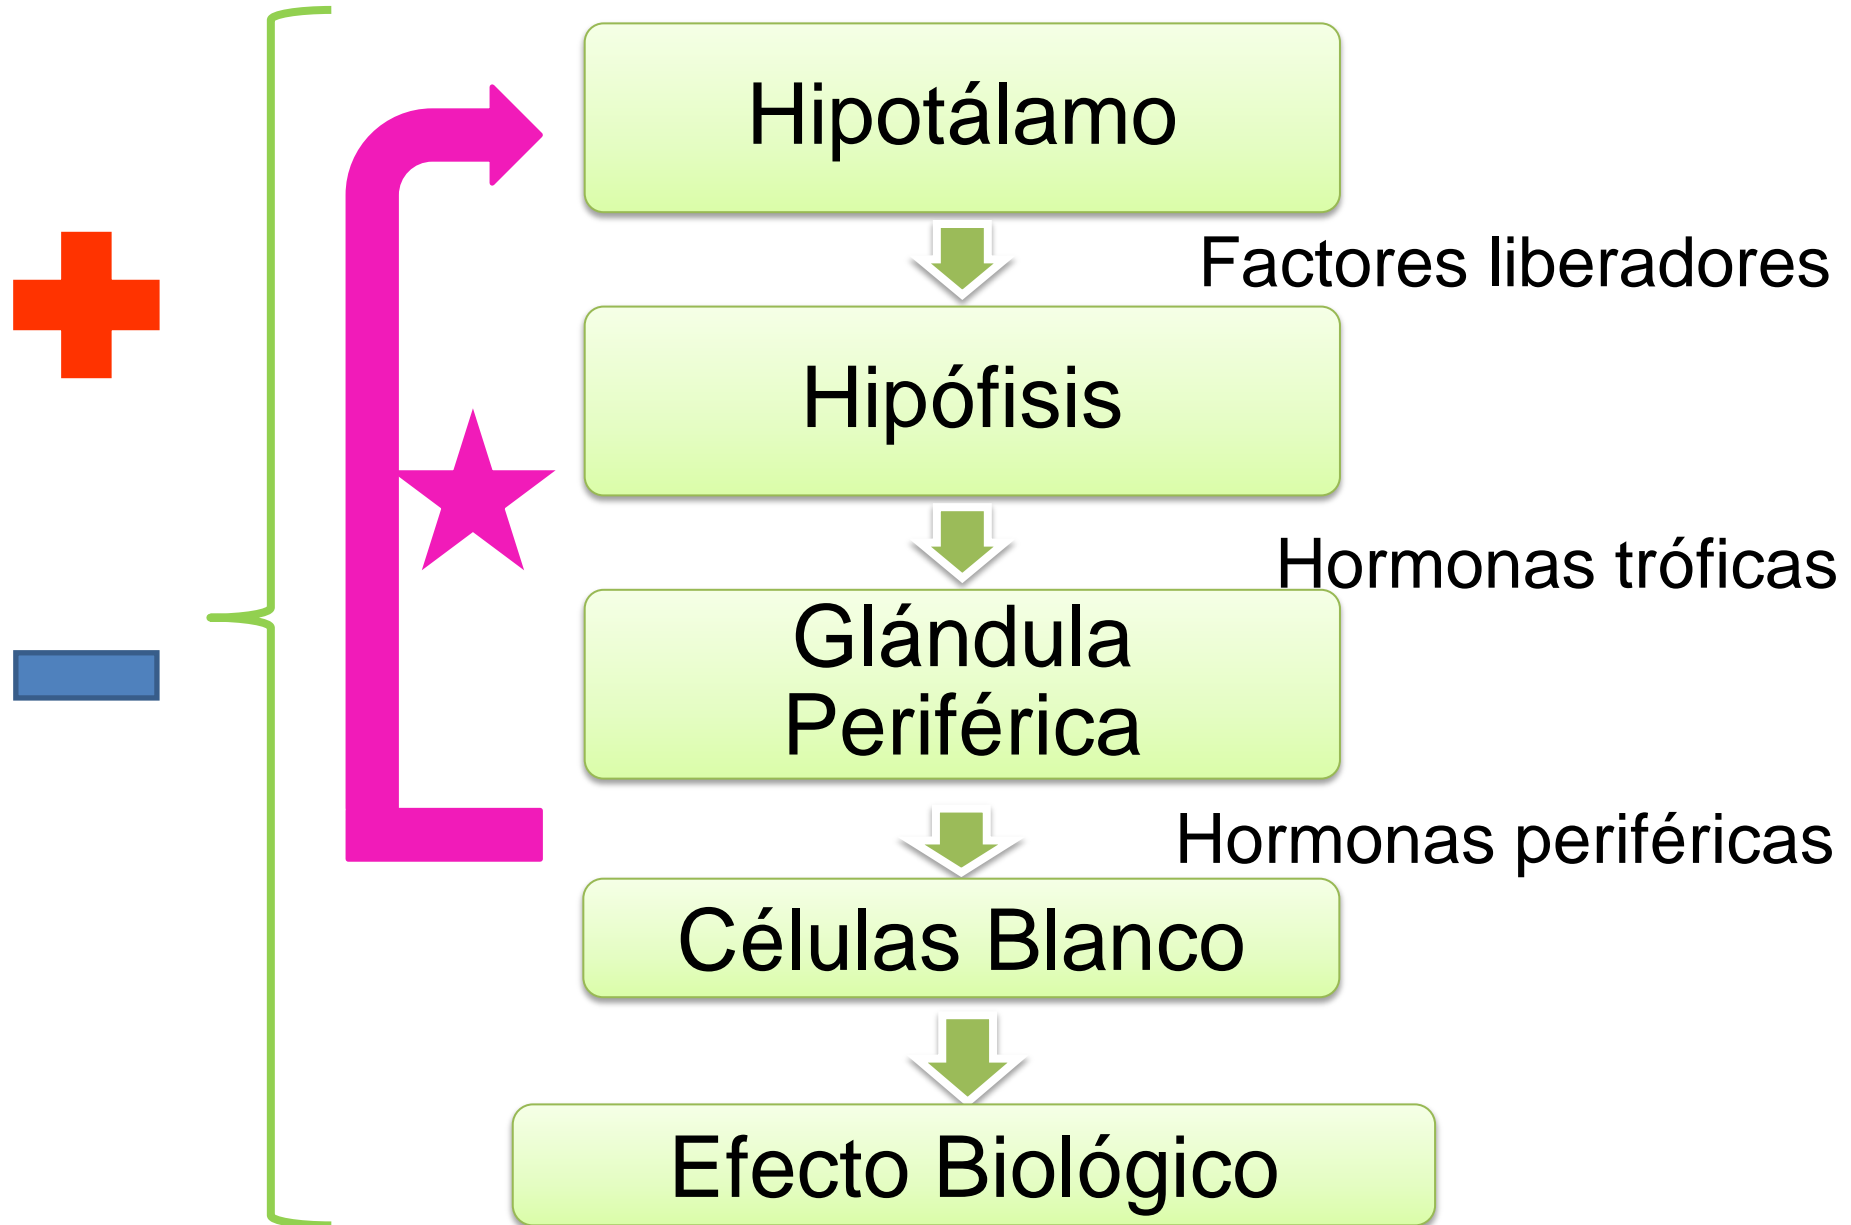 Hipotálamo
Factores liberadores
Hipófisis
Hormonas tróficas
Glándula
Periférica
Hormonas periféricas
Células Blanco
Efecto Biológico